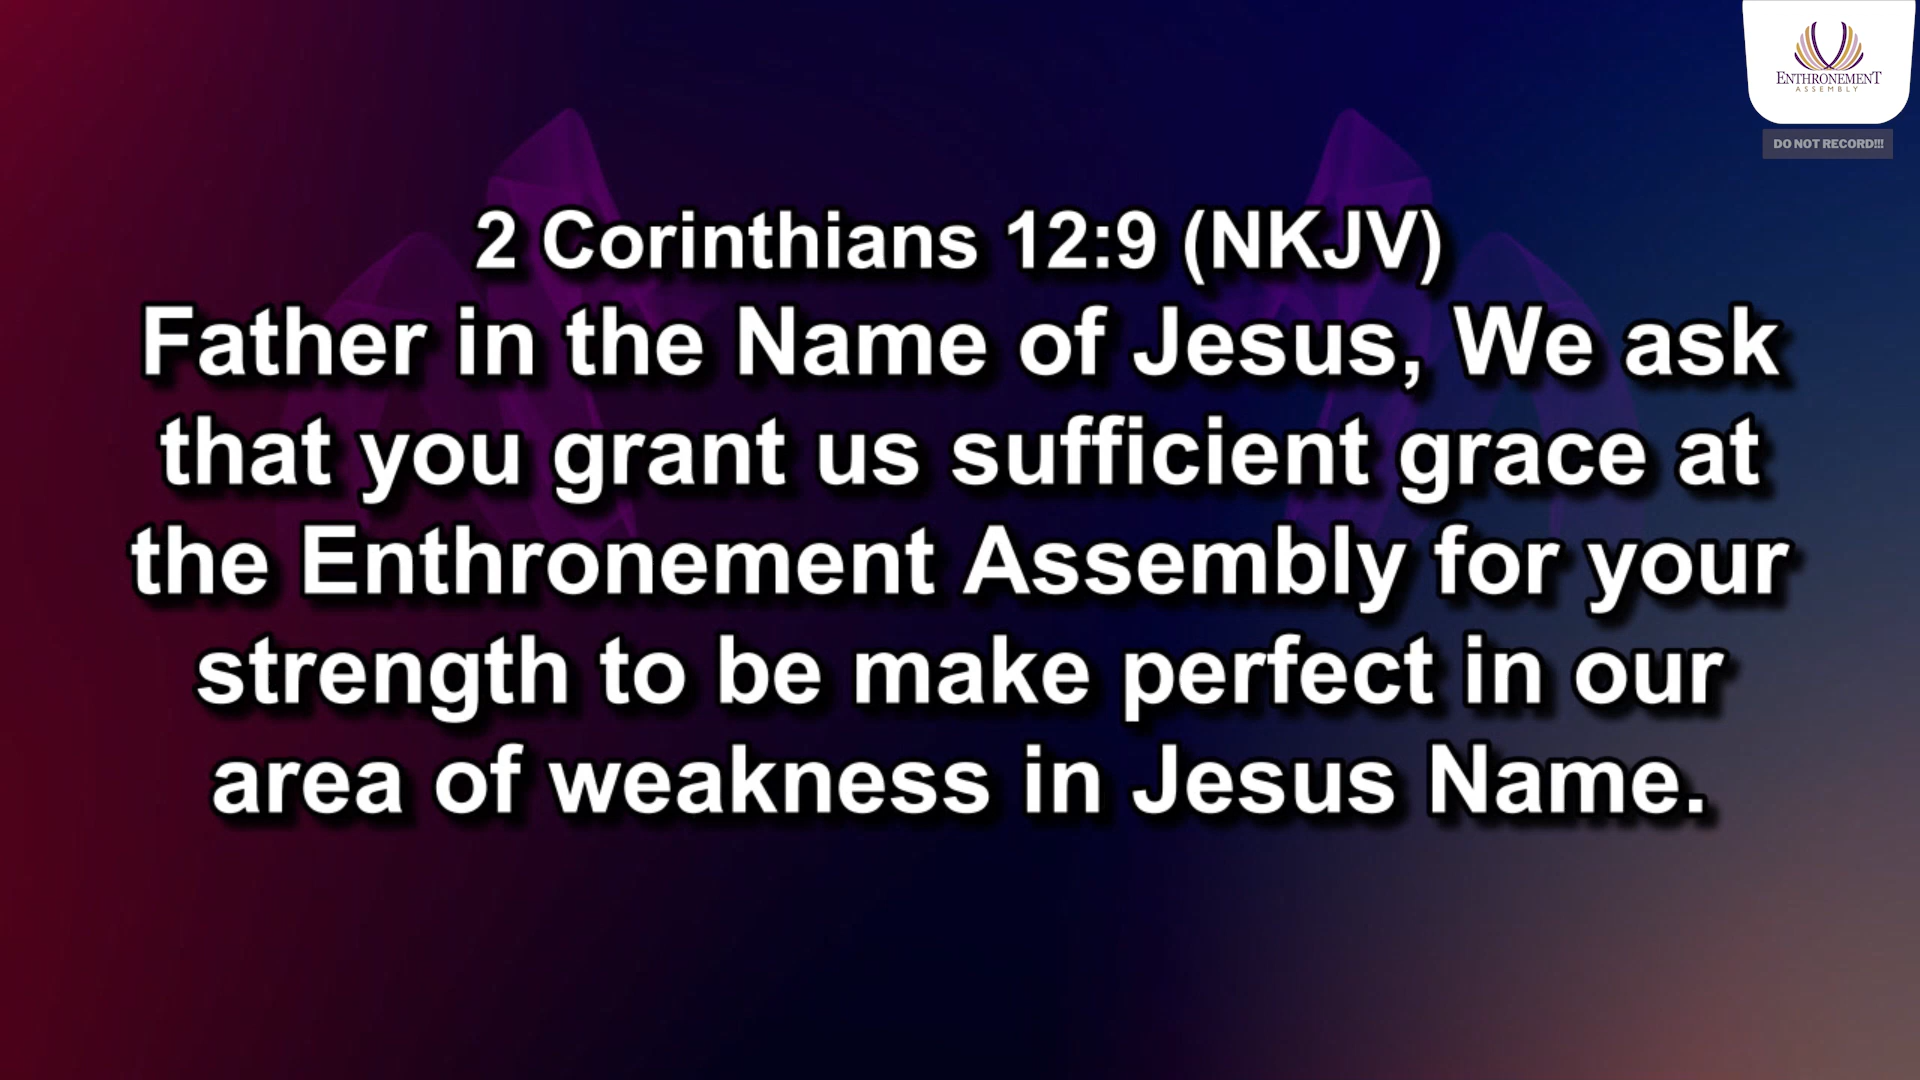 ENTHRONEMENT
ASSEMBLY
DO NOT RECORD!!!
2 Corinthians 12:9 (NKJV)
Father in the Name of Jesus, We ask
that you grant us sufficient grace at
the Enthronement Assembly for your
strength to be make perfect in our
area of weakness in Jesus Name.